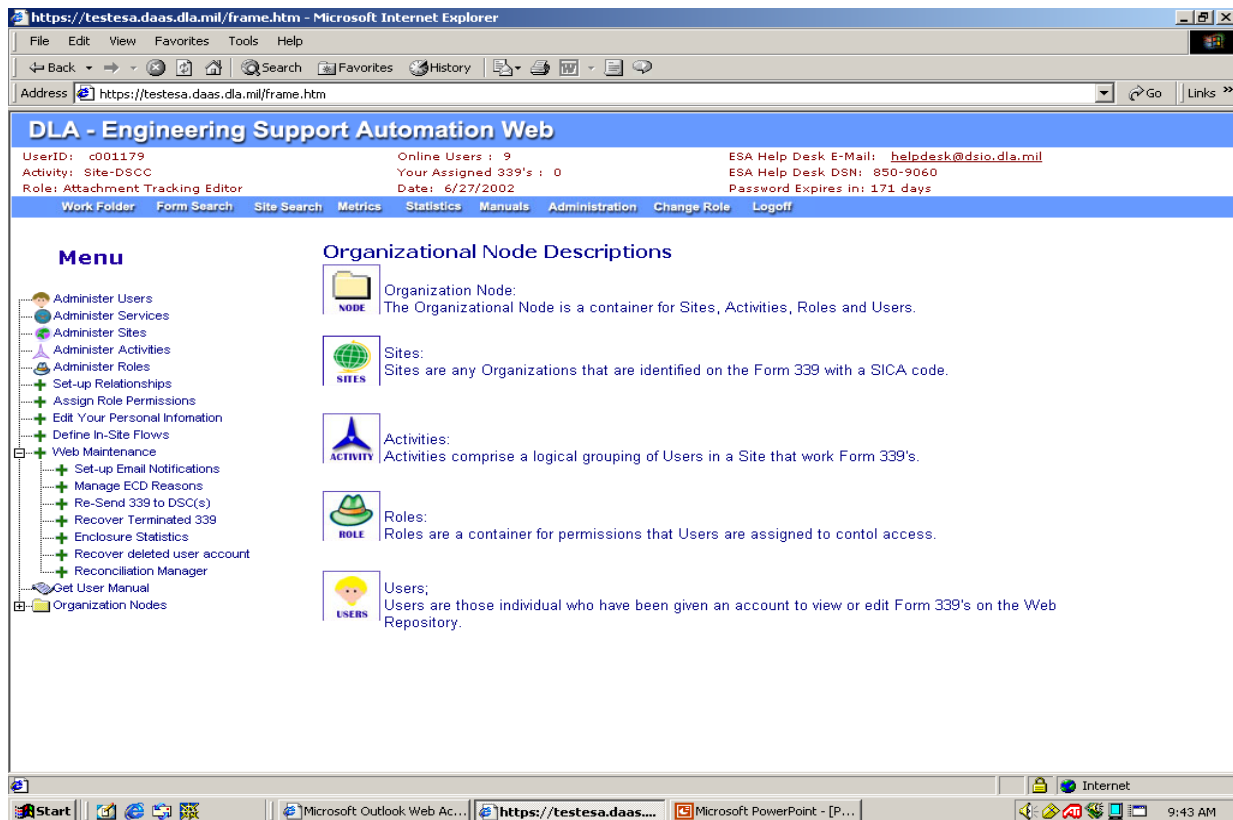 https://testesa.daas.dla.mil/frame.htm - Microsoft Internet Explorer
File Edit View Favorites Tools Help
Back Search Favorites History
Address https://testesa.daas.dla.mil/frame.htm Go Links »
DLA - Engineering Support Automation Web
UserID: c001179 Online Users : 9 ESA Help Desk E-Mail: helpdesk@dsio.dla.mil
Activity: Site-DSCC Your Assigned 339's : 0 ESA Help Desk DSN: 850-9060
Role: Attachment Tracking Editor Date: 6/27/2002 Password Expires in: 171 days
Work Folder Form Search Site Search Metrics Statistics Manuals Administration Change Role Logoff
Menu
Administer Users
Administer Services
Administer Sites
Administer Activities
Administer Roles
Set-up Relationships
Assign Role Permissions
Edit Your Personal Infomation
Define In-Site Flows
Web Maintenance
Set-up Email Notifications
Manage ECD Reasons
Re-Send 339 to DSC(s)
Recover Terminated 339
Enclosure Statistics
Recover deleted user account
Reconciliation Manager
Get User Manual
Organization Nodes
Organizational Node Descriptions
NODE
Organization Node:
The Organizational Node is a container for Sites, Activities, Roles and Users.
SITES
Sites:
Sites are any Organizations that are identified on the Form 339 with a SICA code.
ACTIVITY
Activities:
Activities comprise a logical grouping of Users in a Site that work Form 339's.
ROLE
Roles:
Roles are a container for permissions that Users are assigned to contol access.
USERS
Users;
Users are those individual who have been given an account to view or edit Form 339's on the Web
Repository.
Internet
Start Microsoft Outlook Web Ac... https://testesa.daas.... Microsoft PowerPoint - [P... 9:43 AM